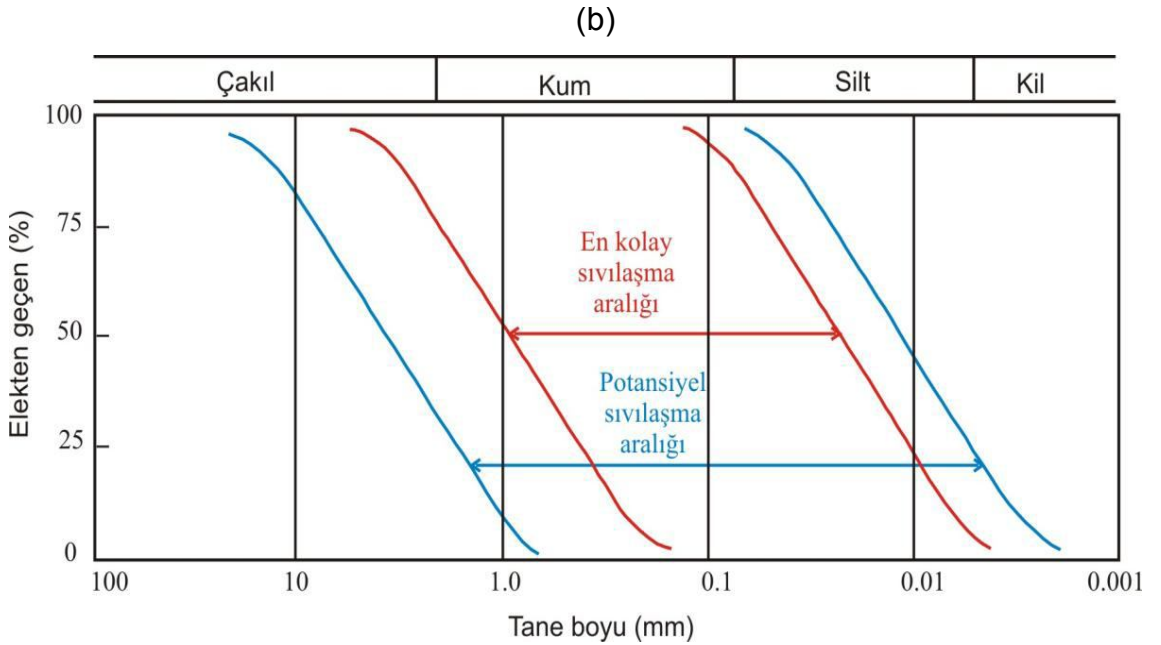 (b)
Çakıl Kum Silt Kil
100
75
50
25
0
Elekten geçen (%)
En kolay
sıvılaşma
aralığı
Potansiyel
sıvılaşma
aralığı
100 10 1.0 0.1 0.01 0.001
Tane boyu (mm)